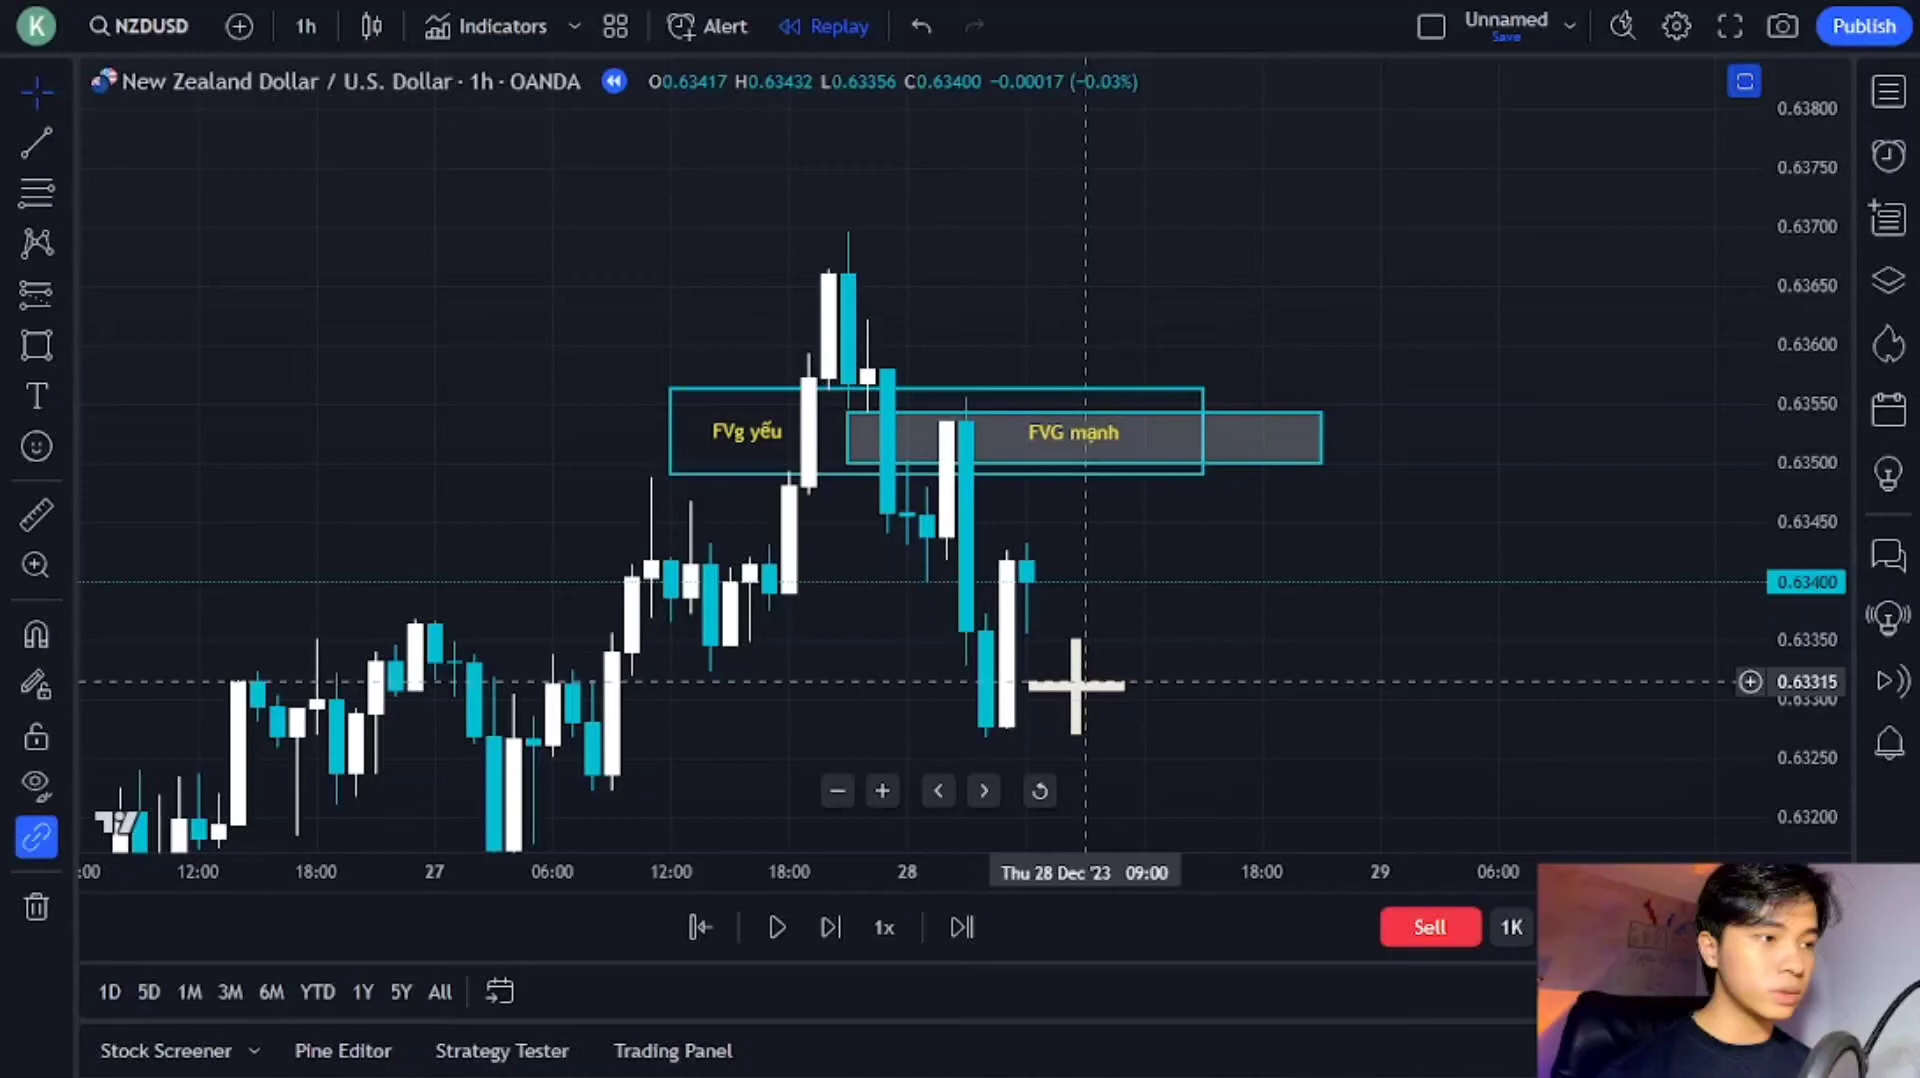 K
NZDUSD
1h
Indicators
Alert
Replay
Unnamed
Save
Publish
New Zealand Dollar / U.S. Dollar · 1h · OANDA
O0.63417 H0.63432 L0.63356 C0.63400 −0.00017 (−0.03%)
0.63800
0.63750
0.63700
0.63650
0.63600
0.63550
0.63500
0.63450
0.63400
0.63350
0.63315
0.63300
0.63250
0.63200
FVg yếu
FVG mạnh
:00
12:00
18:00
27
06:00
12:00
18:00
28
Thu 28 Dec '23 09:00
18:00
29
06:00
1x
Sell
1K
1D 5D 1M 3M 6M YTD 1Y 5Y All
Stock Screener
Pine Editor
Strategy Tester
Trading Panel